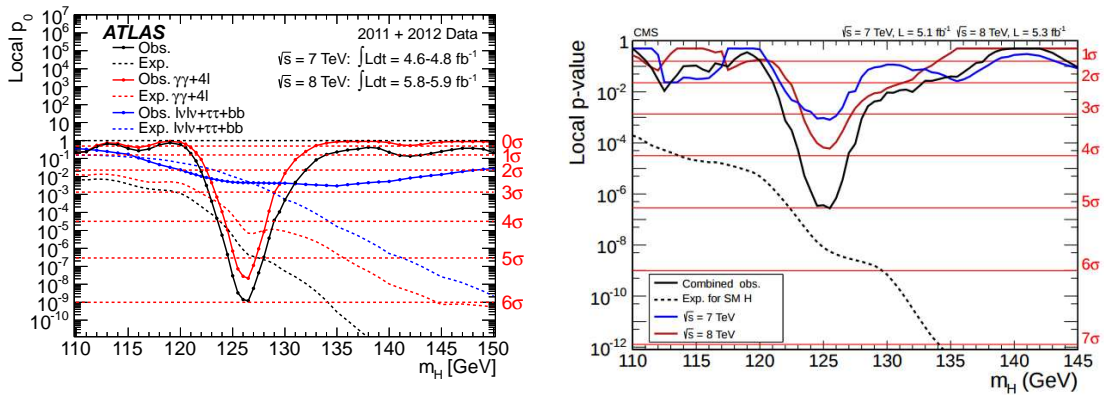 ATLAS
2011 + 2012 Data
Obs.
Exp.
Obs. γγ+4l
Exp. γγ+4l
Obs. lνlν+ττ+bb
Exp. lνlν+ττ+bb
√s = 7 TeV: ∫Ldt = 4.6-4.8 fb⁻¹
√s = 8 TeV: ∫Ldt = 5.8-5.9 fb⁻¹
Local p₀
10⁷
10⁶
10⁵
10⁴
10³
10²
10
1
10⁻¹
10⁻²
10⁻³
10⁻⁴
10⁻⁵
10⁻⁶
10⁻⁷
10⁻⁸
10⁻⁹
10⁻¹⁰
0σ
1σ
2σ
3σ
4σ
5σ
6σ
110 115 120 125 130 135 140 145 150
m_H [GeV]
CMS
√s = 7 TeV, L = 5.1 fb⁻¹ √s = 8 TeV, L = 5.3 fb⁻¹
Local p-value
1
10⁻²
10⁻⁴
10⁻⁶
10⁻⁸
10⁻¹⁰
10⁻¹²
1σ
2σ
3σ
4σ
5σ
6σ
7σ
Combined obs.
Exp. for SM H
√s = 7 TeV
√s = 8 TeV
110 115 120 125 130 135 140 145
m_H (GeV)